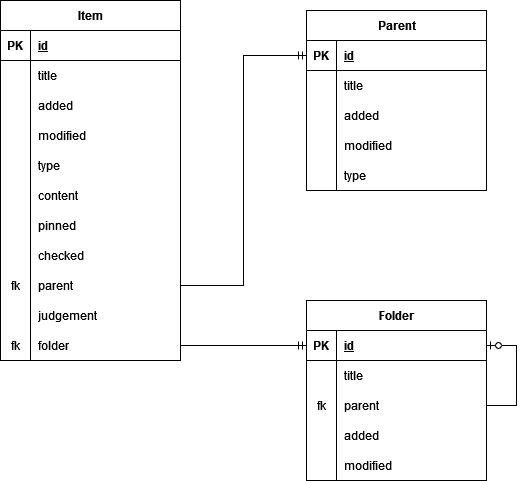 Item
PK id
title
added
modified
type
content
pinned
checked
fk parent
judgement
fk folder
Parent
PK id
title
added
modified
type
Folder
PK id
title
fk parent
added
modified